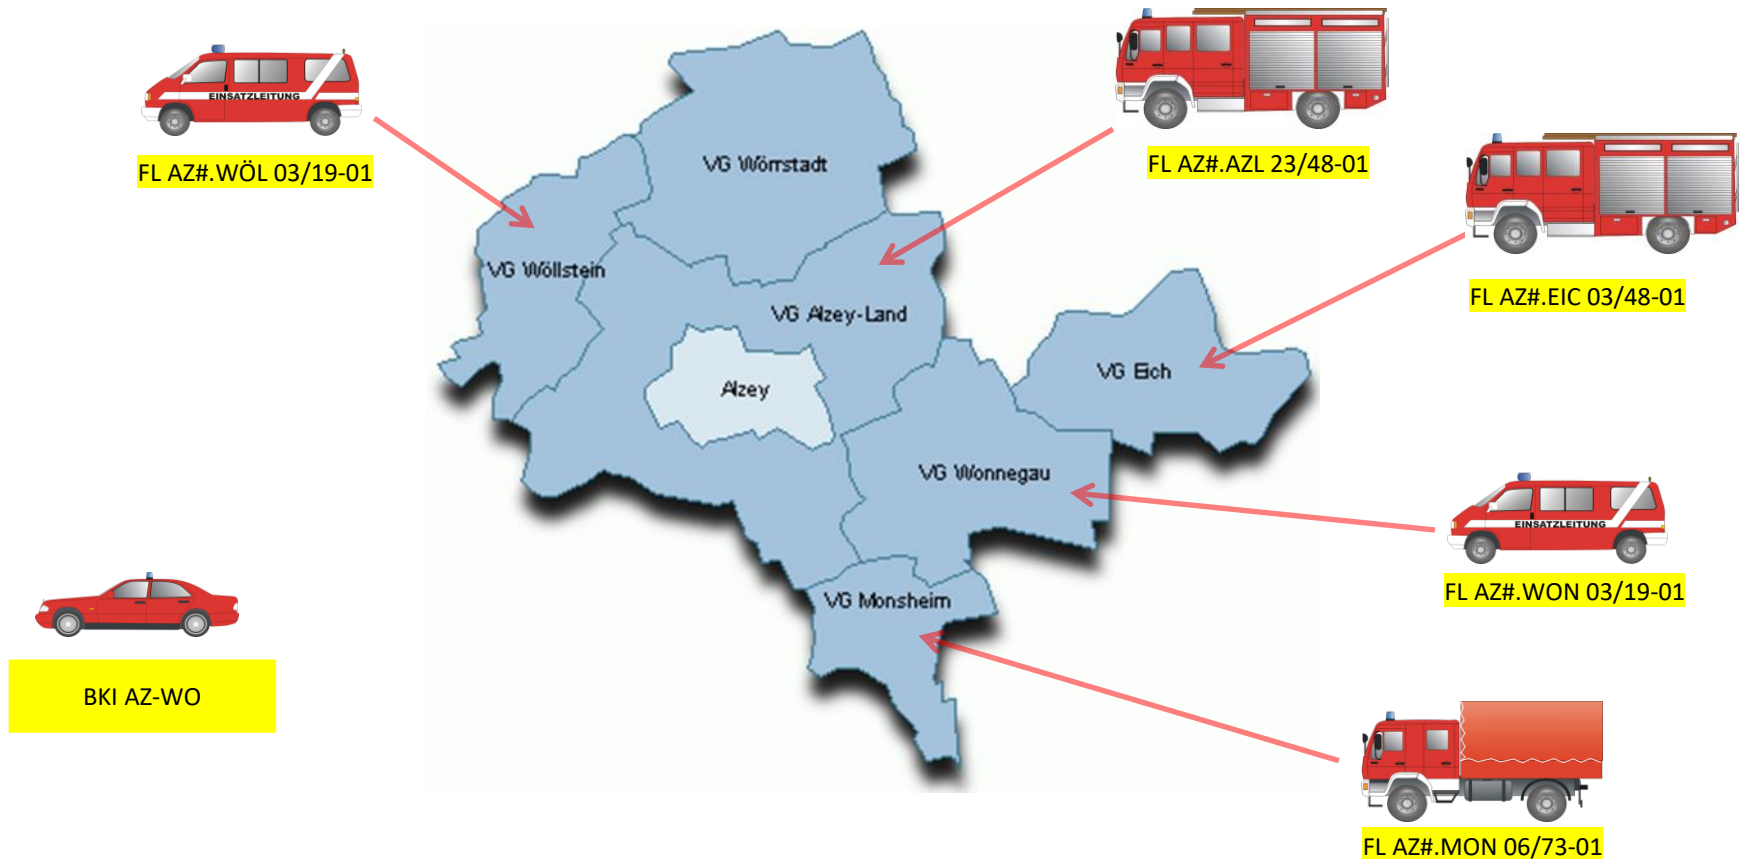 EINSATZLEITUNG
FL AZ#.WÖL 03/19-01
FL AZ#.AZL 23/48-01
FL AZ#.EIC 03/48-01
VG Wörrstadt
VG Wöllstein
VG Alzey-Land
VG Eich
Alzey
VG Wonnegau
EINSATZLEITUNG
FL AZ#.WON 03/19-01
VG Monsheim
BKI AZ-WO
FL AZ#.MON 06/73-01